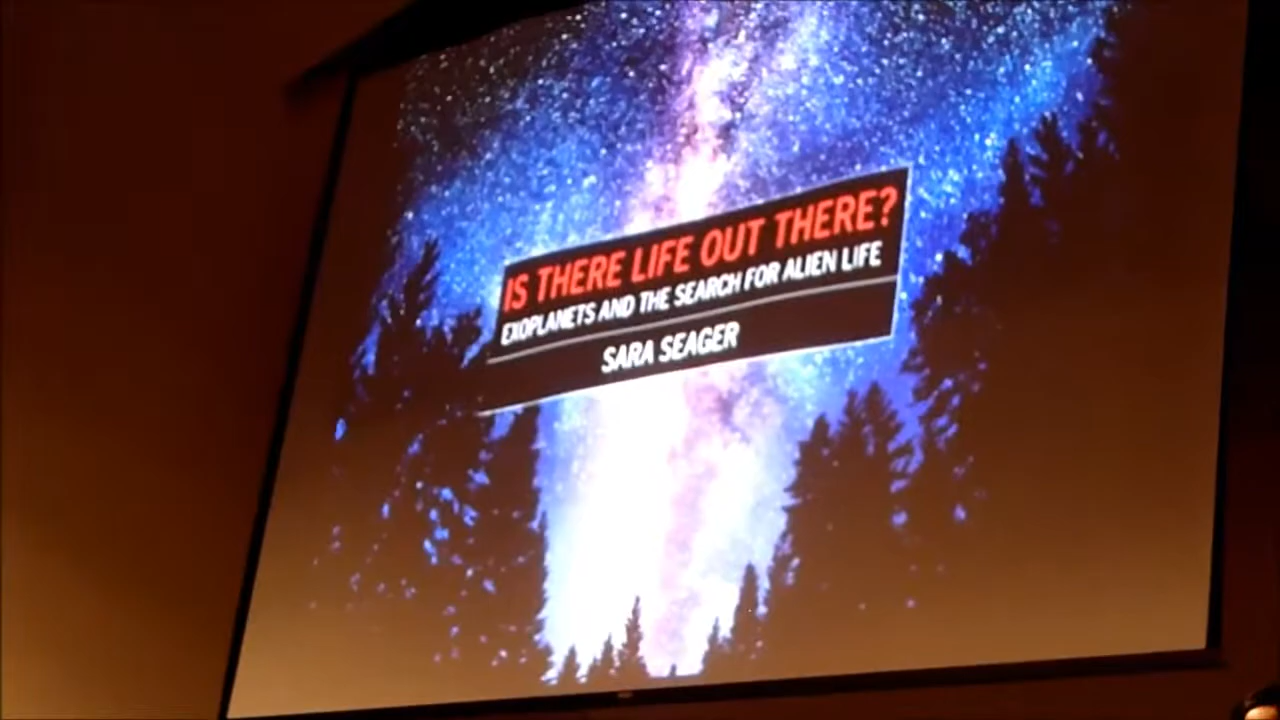 IS THERE LIFE OUT THERE?
EXOPLANETS AND THE SEARCH FOR ALIEN LIFE
SARA SEAGER